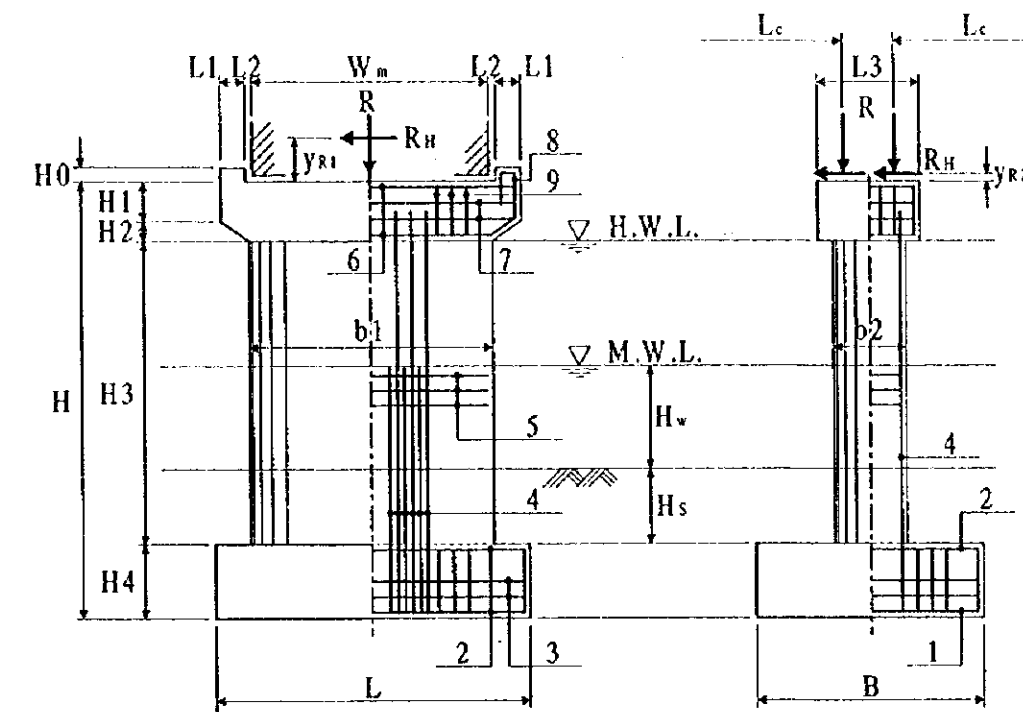 Lc Lc
L1 L2 Wm L2 L1 L3
R R
RH 8 RH
H0 yR1 9 yR2
H1
H2 H.W.L.
6 7
b1 b2
M.W.L.
H H3
Hw
5 4
4 Hs 2
H4
2 3 1
L B